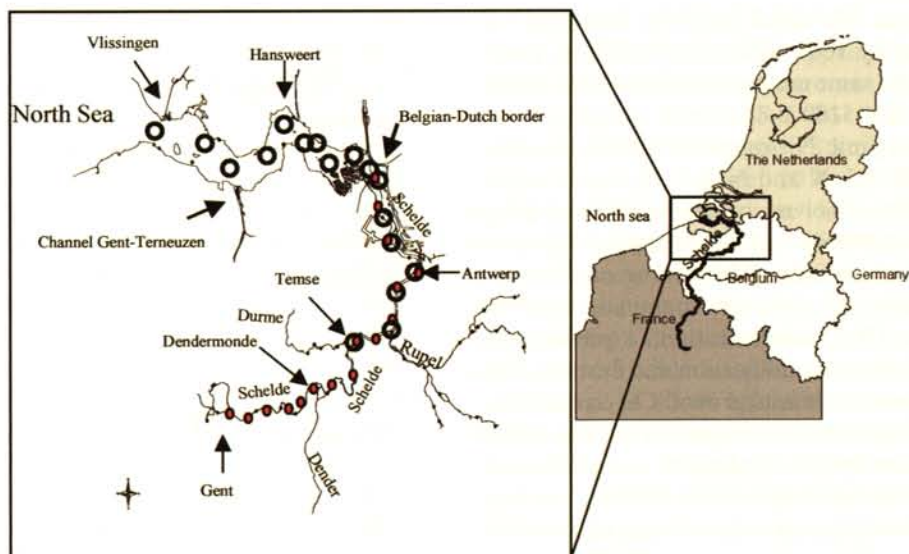 Vlissingen
Hansweert
North Sea
Belgian-Dutch border
Schelde
Channel Gent-Terneuzen
Antwerp
Temse
Durme
Dendermonde
Rupel
Schelde
Schelde
Gent
Dender
The Netherlands
North sea
Schelde
Belgium
Germany
France